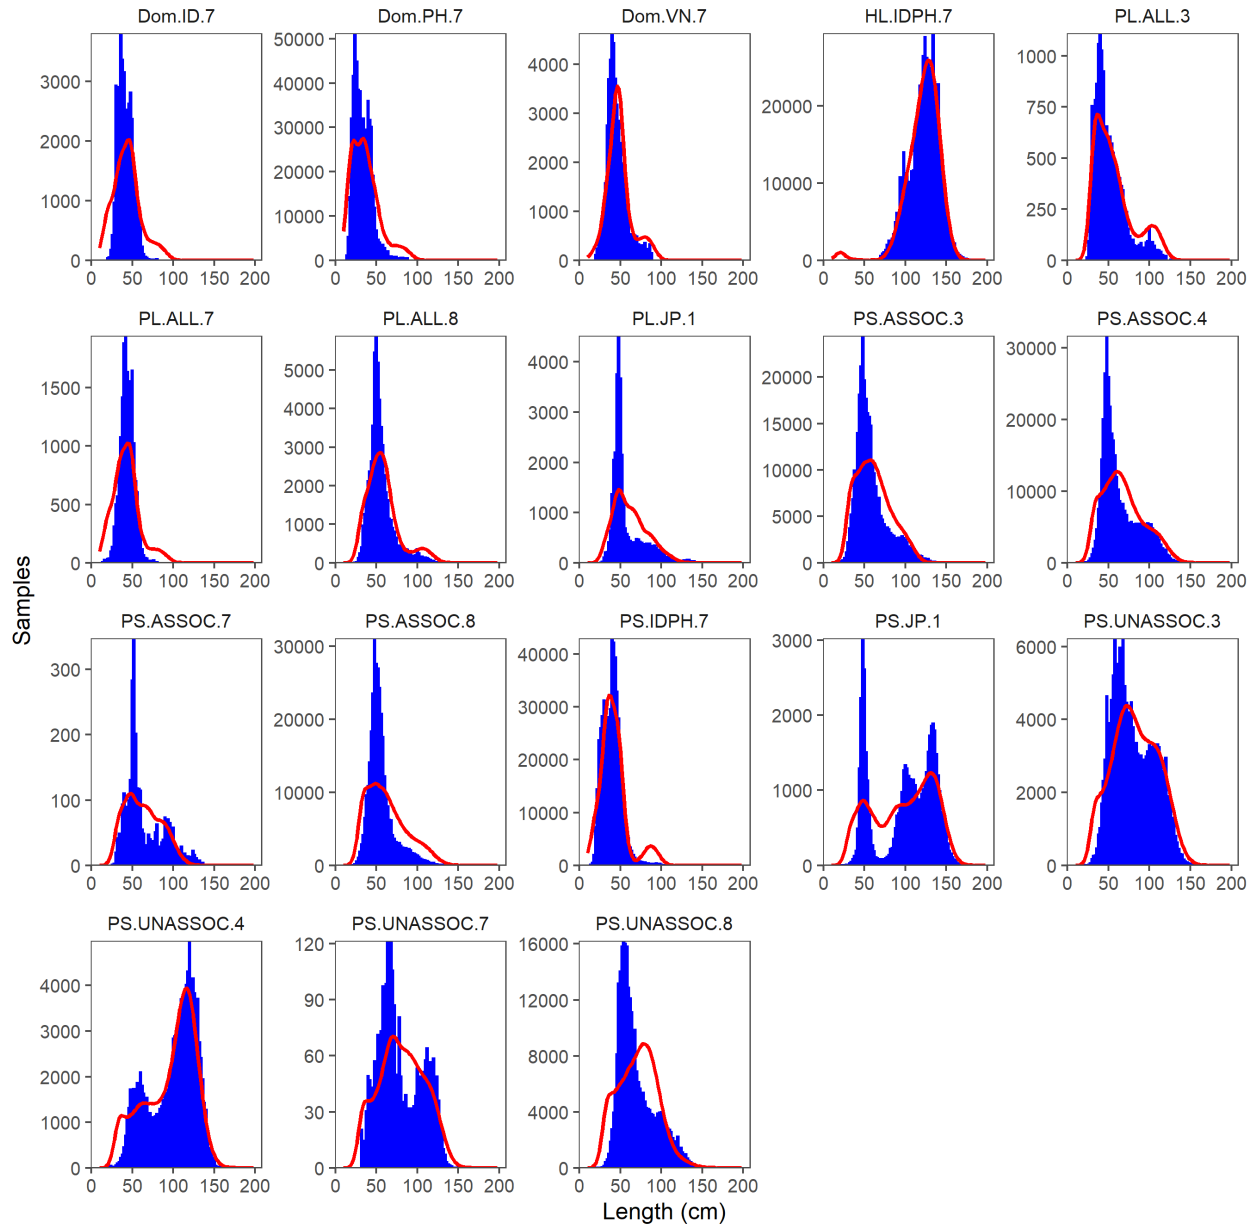 Dom.ID.7 Dom.PH.7 Dom.VN.7 HL.IDPH.7 PL.ALL.3
3000 2000 1000 0
50000 40000 30000 20000 10000 0
4000 3000 2000 1000 0
20000 10000 0
1000 750 500 250 0
0 50 100 150 200 0 50 100 150 200 0 50 100 150 200 0 50 100 150 200 0 50 100 150 200
PL.ALL.7 PL.ALL.8 PL.JP.1 PS.ASSOC.3 PS.ASSOC.4
1500 1000 500 0
5000 4000 3000 2000 1000 0
4000 3000 2000 1000 0
20000 15000 10000 5000 0
30000 20000 10000 0
0 50 100 150 200 0 50 100 150 200 0 50 100 150 200 0 50 100 150 200 0 50 100 150 200
Samples
PS.ASSOC.7 PS.ASSOC.8 PS.IDPH.7 PS.JP.1 PS.UNASSOC.3
300 200 100 0
30000 20000 10000 0
40000 30000 20000 10000 0
3000 2000 1000 0
6000 4000 2000 0
0 50 100 150 200 0 50 100 150 200 0 50 100 150 200 0 50 100 150 200 0 50 100 150 200
PS.UNASSOC.4 PS.UNASSOC.7 PS.UNASSOC.8
4000 3000 2000 1000 0
120 90 60 30 0
16000 12000 8000 4000 0
0 50 100 150 200 0 50 100 150 200 0 50 100 150 200
Length (cm)